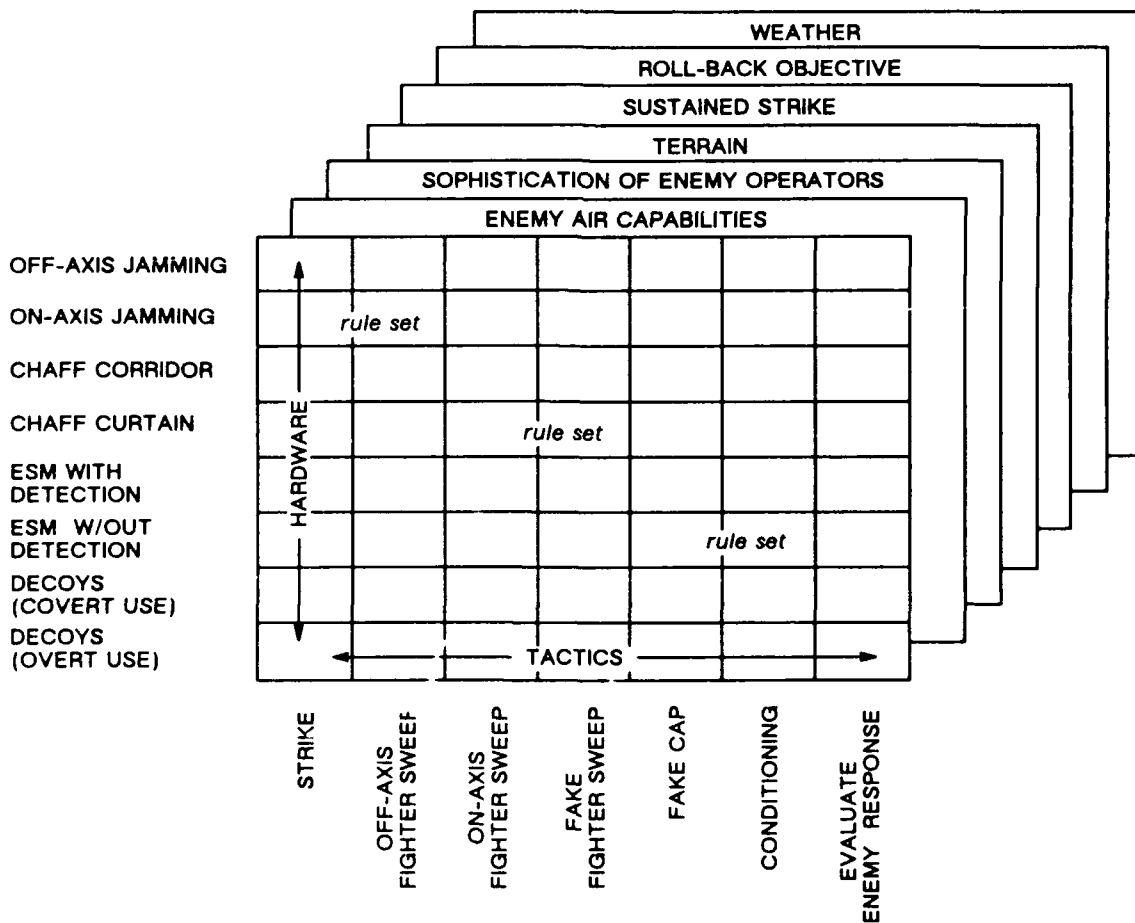 WEATHER
ROLL-BACK OBJECTIVE
SUSTAINED STRIKE
TERRAIN
SOPHISTICATION OF ENEMY OPERATORS
ENEMY AIR CAPABILITIES
OFF-AXIS JAMMING
ON-AXIS JAMMING
rule set
CHAFF CORRIDOR
CHAFF CURTAIN
rule set
HARDWARE
ESM WITH
DETECTION
ESM W/OUT
DETECTION
rule set
DECOYS
(COVERT USE)
DECOYS
(OVERT USE)
TACTICS
STRIKE
OFF-AXIS
FIGHTER SWEEP
ON-AXIS
FIGHTER SWEEP
FAKE
FIGHTER SWEEP
FAKE CAP
CONDITIONING
EVALUATE
ENEMY RESPONSE